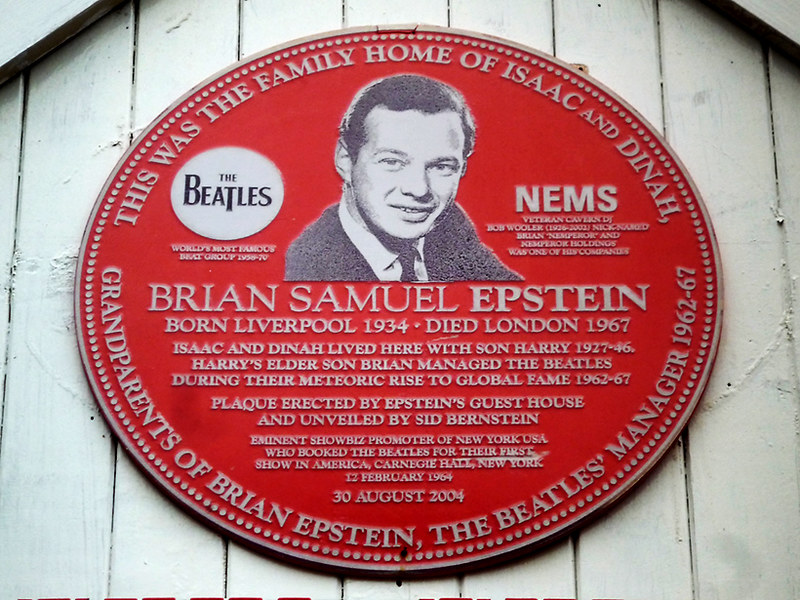 THIS WAS THE FAMILY HOME OF ISAAC AND DINAH,
GRANDPARENTS OF BRIAN EPSTEIN, THE BEATLES' MANAGER 1962-67
THE
BEATLES
WORLD'S MOST FAMOUS
BEAT GROUP 1958-70
NEMS
VETERAN CAVERN DJ
BOB WOOLER (1926-2002) NICK-NAMED
BRIAN "NEMPEROR" AND
NEMPEROR HOLDINGS
WAS ONE OF HIS COMPANIES
BRIAN SAMUEL EPSTEIN
BORN LIVERPOOL 1934 · DIED LONDON 1967
ISAAC AND DINAH LIVED HERE WITH SON HARRY 1927-46.
HARRY'S ELDER SON BRIAN MANAGED THE BEATLES
DURING THEIR METEORIC RISE TO GLOBAL FAME 1962-67
PLAQUE ERECTED BY EPSTEIN'S GUEST HOUSE
AND UNVEILED BY SID BERNSTEIN
EMINENT SHOWBIZ PROMOTER OF NEW YORK USA
WHO BOOKED THE BEATLES FOR THEIR FIRST
SHOW IN AMERICA, CARNEGIE HALL, NEW YORK
12 FEBRUARY 1964
30 AUGUST 2004